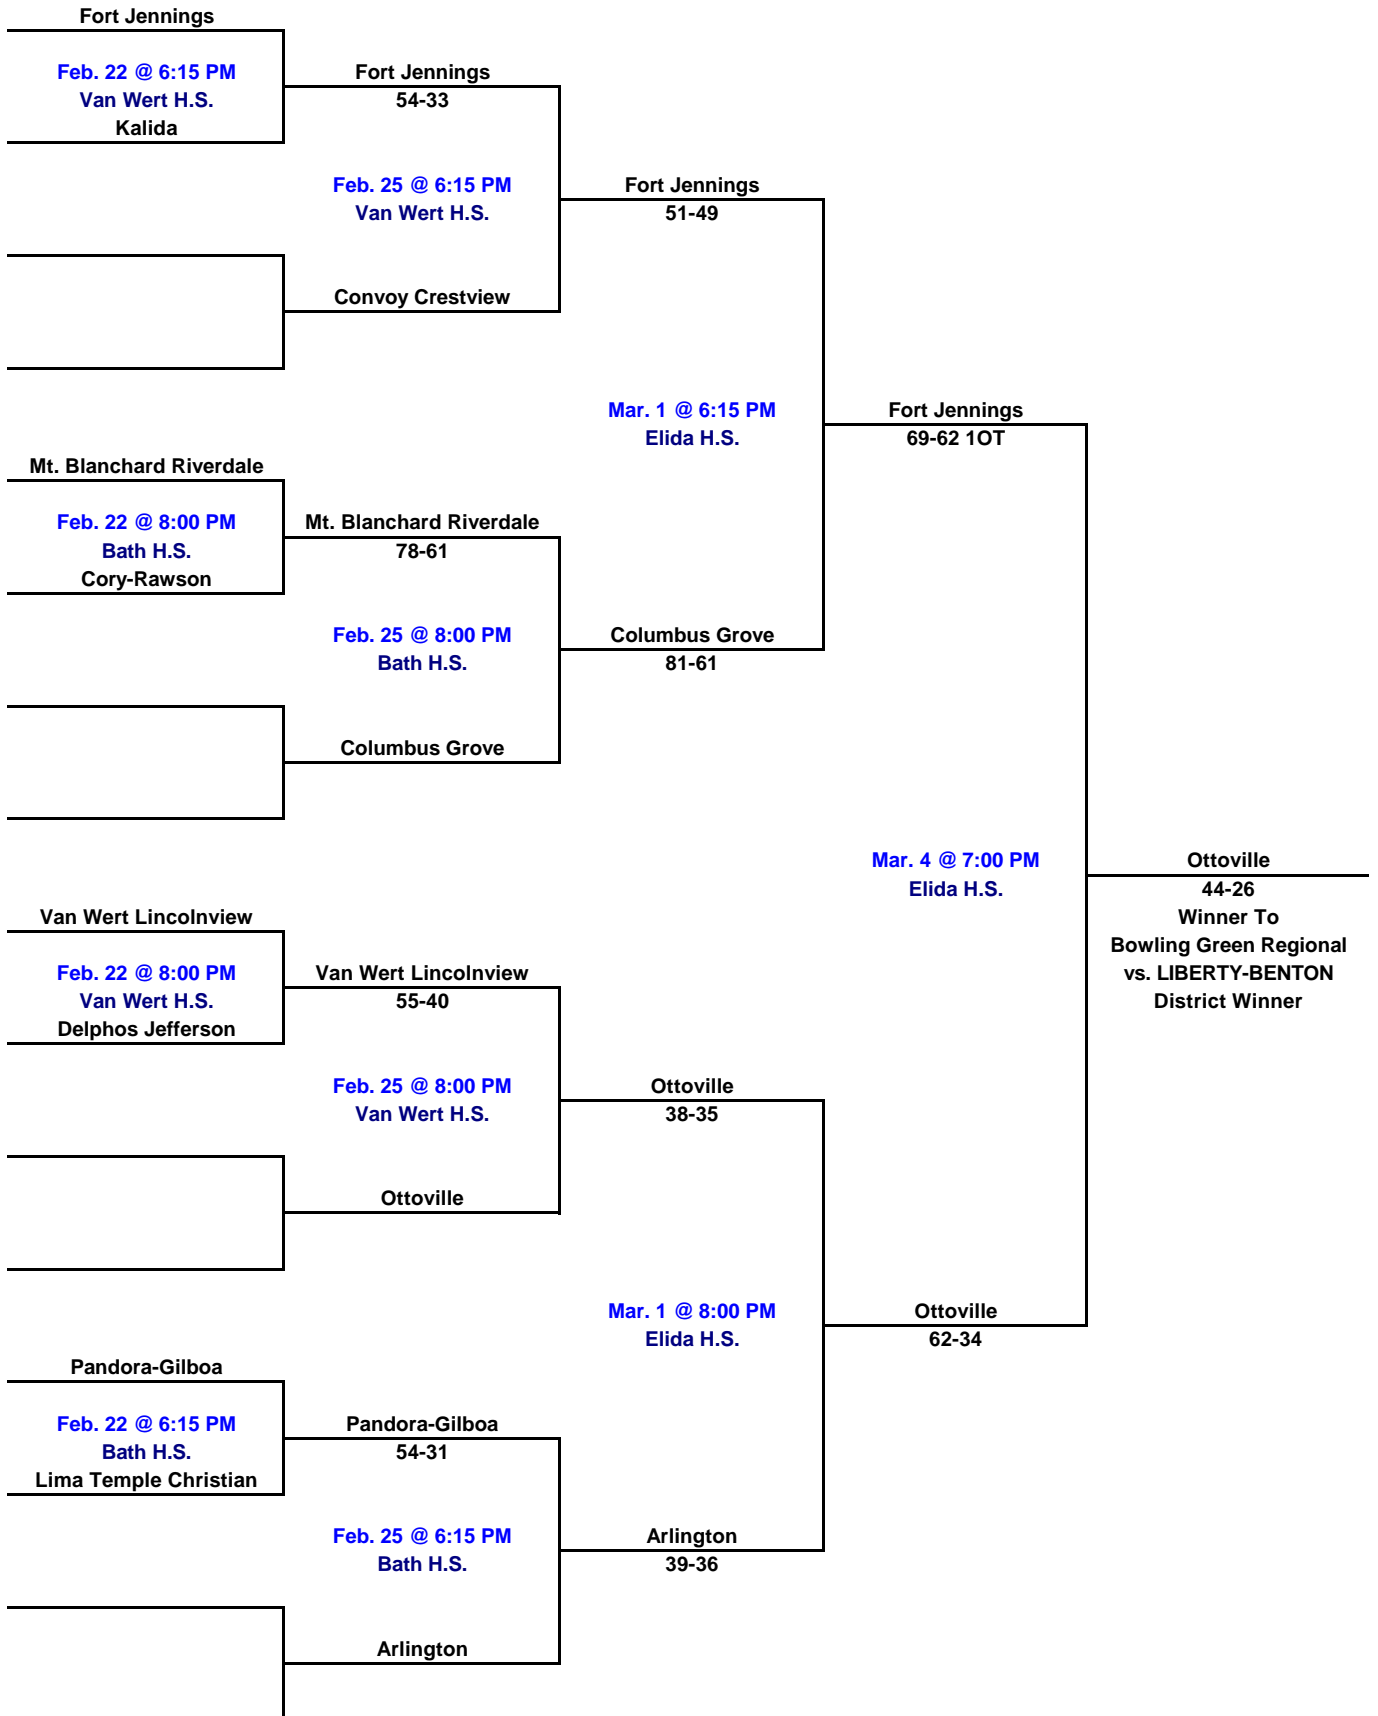 Fort Jennings
Feb. 22 @ 6:15 PM
Van Wert H.S.
Kalida
Fort Jennings
54-33
Feb. 25 @ 6:15 PM
Van Wert H.S.
Convoy Crestview
Fort Jennings
51-49
Mar. 1 @ 6:15 PM
Elida H.S.
Fort Jennings
69-62 1OT
Mt. Blanchard Riverdale
Feb. 22 @ 8:00 PM
Bath H.S.
Cory-Rawson
Mt. Blanchard Riverdale
78-61
Feb. 25 @ 8:00 PM
Bath H.S.
Columbus Grove
Columbus Grove
81-61
Mar. 4 @ 7:00 PM
Elida H.S.
Ottoville
44-26
Winner To
Bowling Green Regional
vs. LIBERTY-BENTON
District Winner
Van Wert Lincolnview
Feb. 22 @ 8:00 PM
Van Wert H.S.
Delphos Jefferson
Van Wert Lincolnview
55-40
Feb. 25 @ 8:00 PM
Van Wert H.S.
Ottoville
Ottoville
38-35
Mar. 1 @ 8:00 PM
Elida H.S.
Ottoville
62-34
Pandora-Gilboa
Feb. 22 @ 6:15 PM
Bath H.S.
Lima Temple Christian
Pandora-Gilboa
54-31
Feb. 25 @ 6:15 PM
Bath H.S.
Arlington
Arlington
39-36